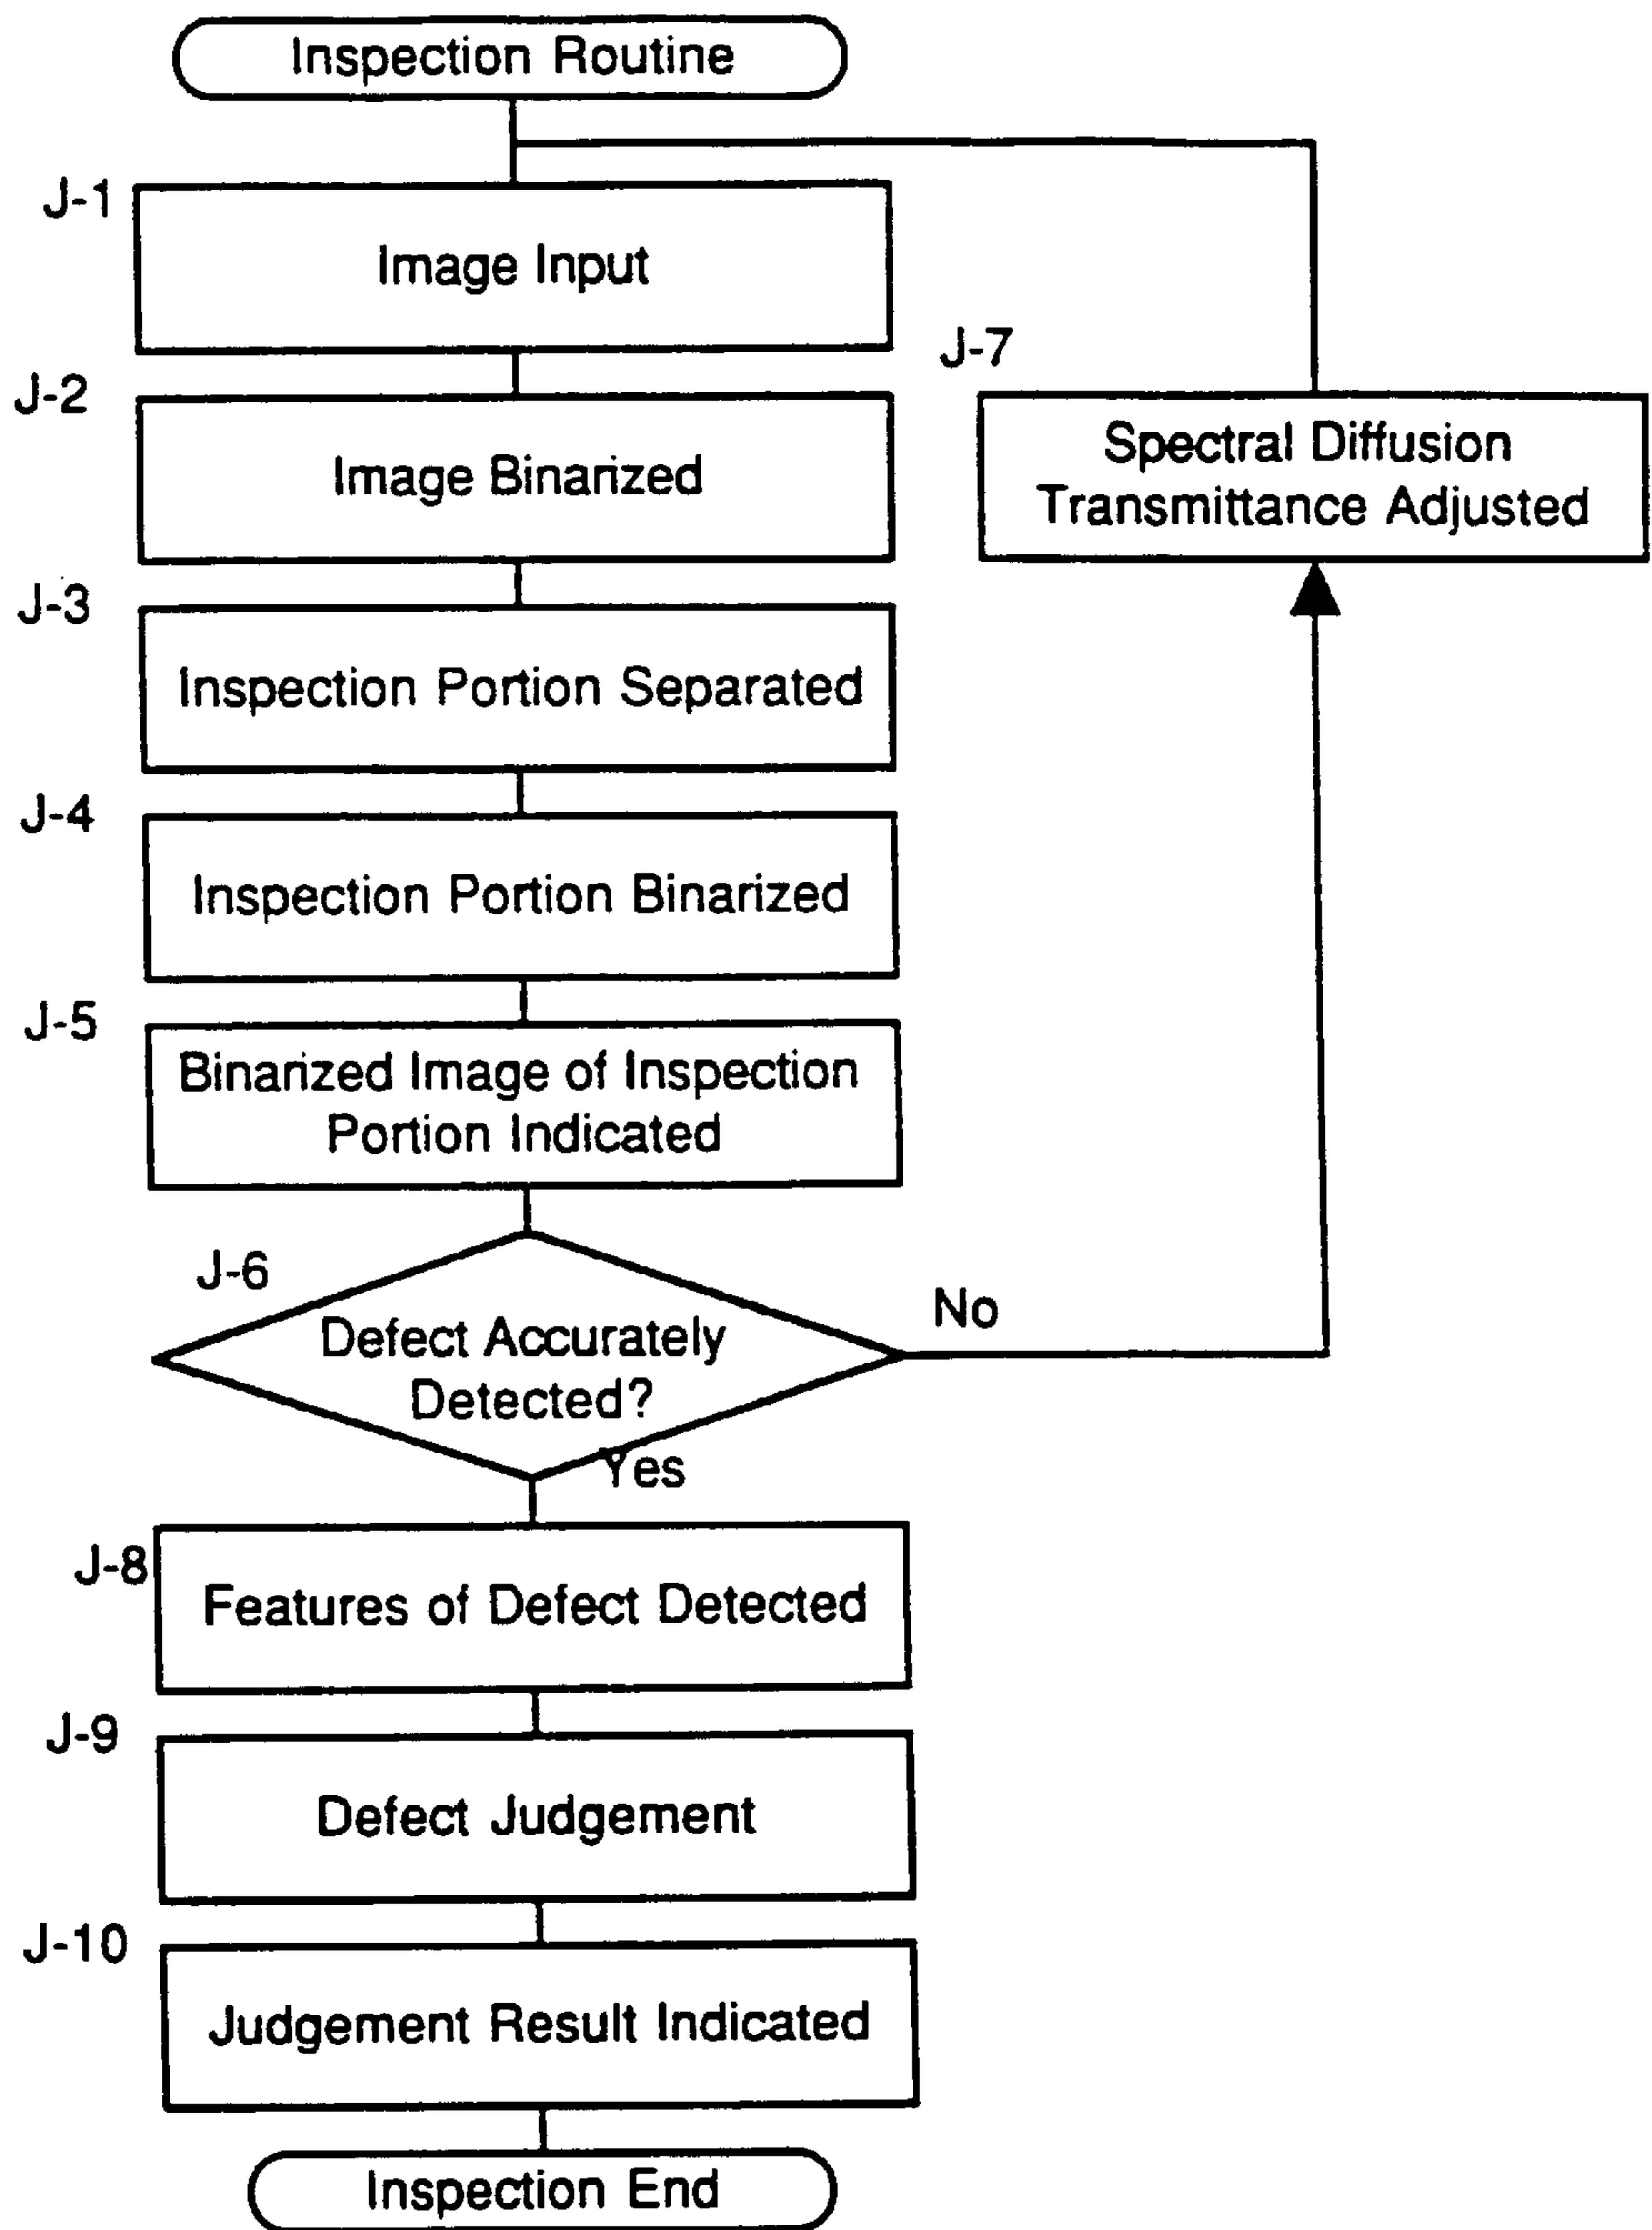 Inspection Routine
J-1
Image Input
J-7
J-2
Image Binarized
Spectral Diffusion
Transmittance Adjusted
J-3
Inspection Portion Separated
J-4
Inspection Portion Binarized
J-5
Binarized Image of Inspection
Portion Indicated
J-6
Defect Accurately
Detected?
No
Yes
J-8
Features of Defect Detected
J-9
Defect Judgement
J-10
Judgement Result Indicated
Inspection End